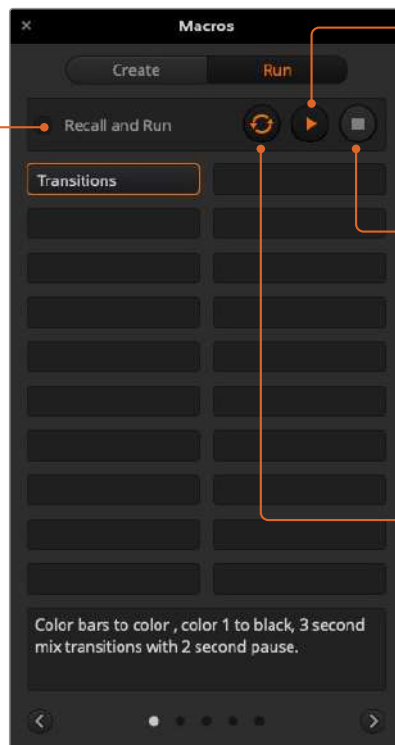 Macros
Create Run
Recall and Run
Transitions
Color bars to color , color 1 to black, 3 second
mix transitions with 2 second pause.